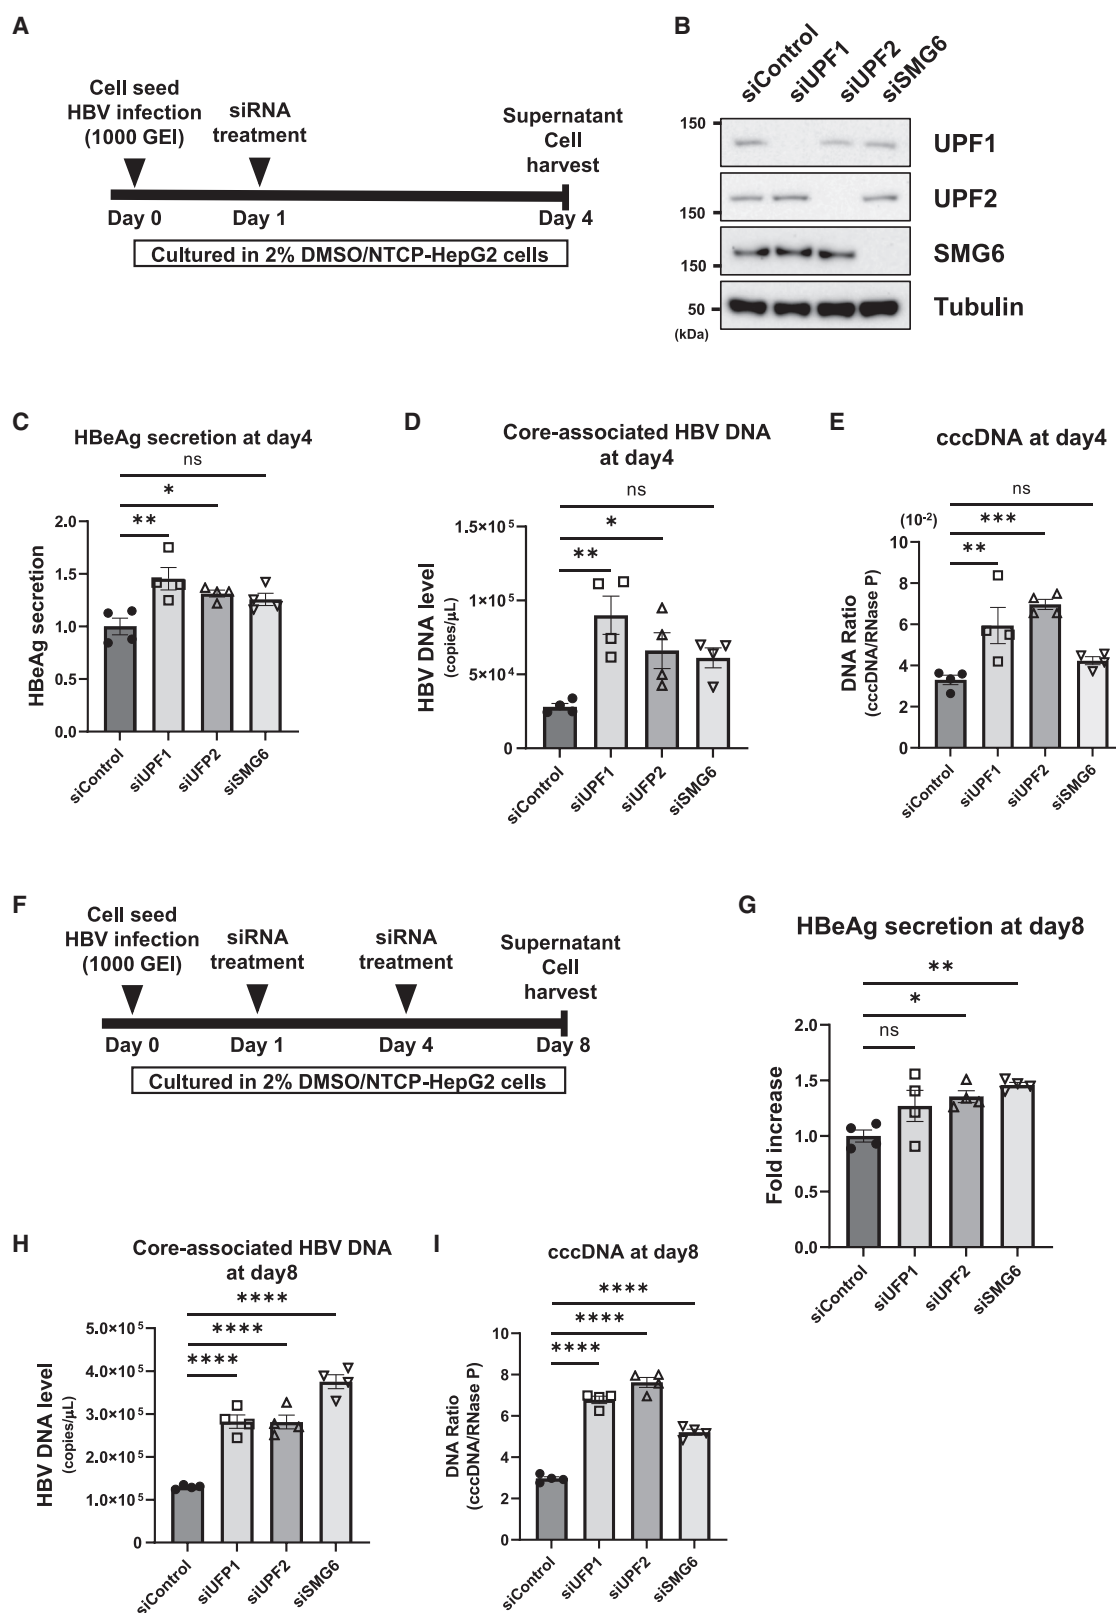 A
Cell seed
HBV infection
(1000 GEI)
siRNA
treatment
Supernatant
Cell
harvest
Day 0
Day 1
Day 4
Cultured in 2% DMSO/NTCP-HepG2 cells
B
siControl
siUPF1
siUPF2
siSMG6
150
UPF1
150
UPF2
150
SMG6
50
Tubulin
(kDa)
C
HBeAg secretion at day4
ns
*
**
HBeAg secretion
2.0
1.5
1.0
0.5
0.0
siControl
siUPF1
siUFP2
siSMG6
D
Core-associated HBV DNA
at day4
ns
*
**
HBV DNA level
(copies/μL)
1.5×10⁵
1×10⁵
5×10⁴
0
siControl
siUPF1
siUFP2
siSMG6
E
cccDNA at day4
ns
***
**
(10⁻²)
DNA Ratio
(cccDNA/RNase P)
10
8
6
4
2
0
siControl
siUPF1
siUPF2
siSMG6
F
Cell seed
HBV infection
(1000 GEI)
siRNA
treatment
siRNA
treatment
Supernatant
Cell
harvest
Day 0
Day 1
Day 4
Day 8
Cultured in 2% DMSO/NTCP-HepG2 cells
G
HBeAg secretion at day8
**
*
ns
Fold increase
2.0
1.5
1.0
0.5
0.0
siControl
siUFP1
siUPF2
siSMG6
H
Core-associated HBV DNA
at day8
****
****
****
HBV DNA level
(copies/μL)
5.0×10⁵
4.0×10⁵
3.0×10⁵
2.0×10⁵
1.0×10⁵
0
siControl
siUFP1
siUPF2
siSMG6
I
cccDNA at day8
****
****
****
DNA Ratio
(cccDNA/RNase P)
10
8
6
4
2
0
siControl
siUFP1
siUPF2
siSMG6